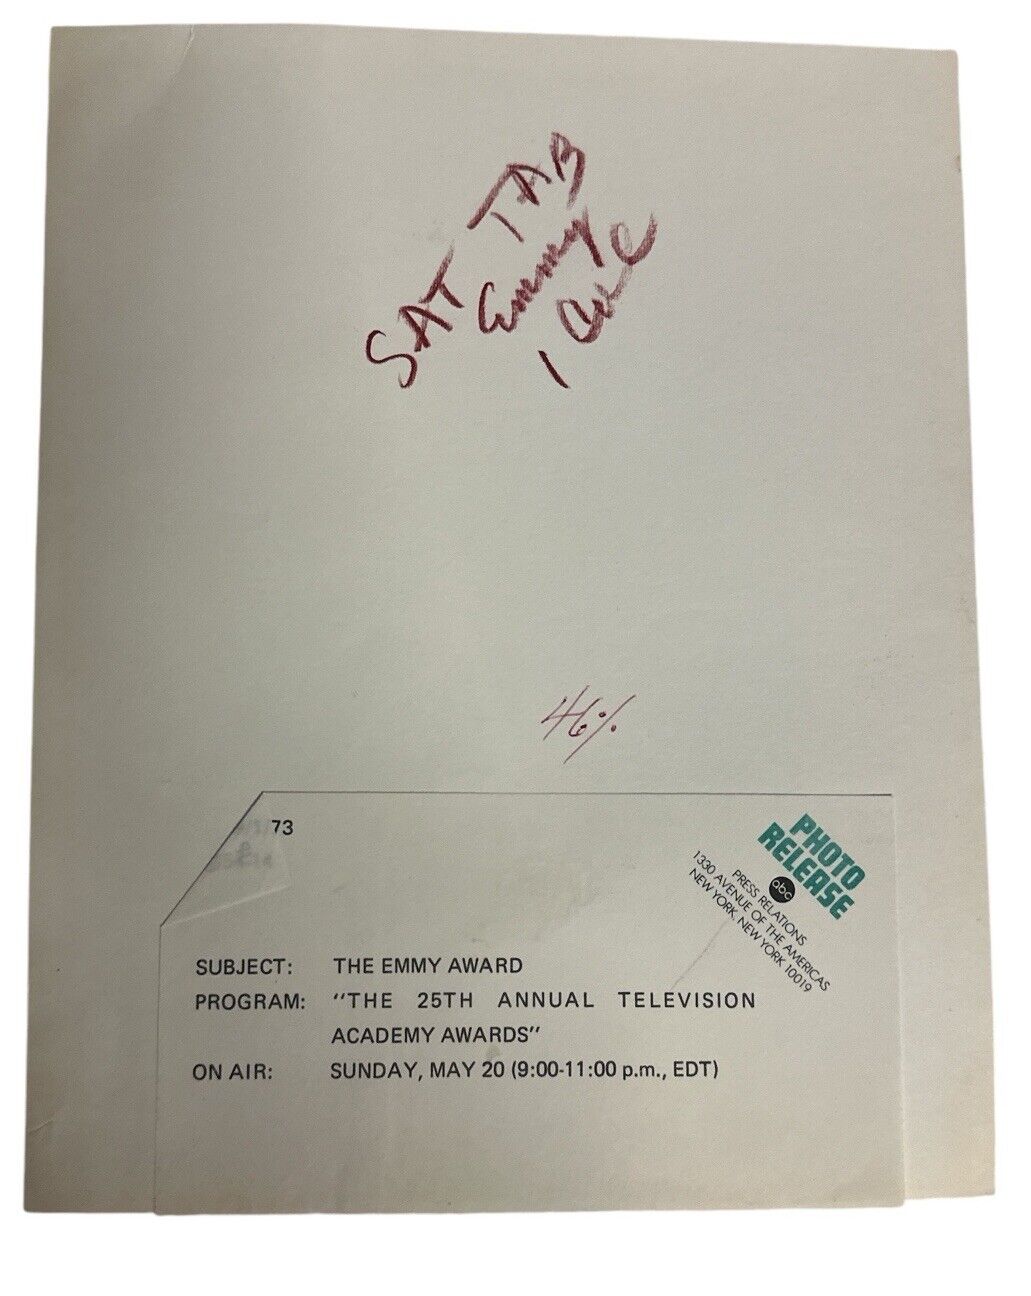 SAT TAB
Emmy
1 Col
46%
73
PHOTO
RELEASE
abc
PRESS RELATIONS
1330 AVENUE OF THE AMERICAS
NEW YORK, NEW YORK 10019
SUBJECT: THE EMMY AWARD
PROGRAM: "THE 25TH ANNUAL TELEVISION
ACADEMY AWARDS"
ON AIR: SUNDAY, MAY 20 (9:00-11:00 p.m., EDT)